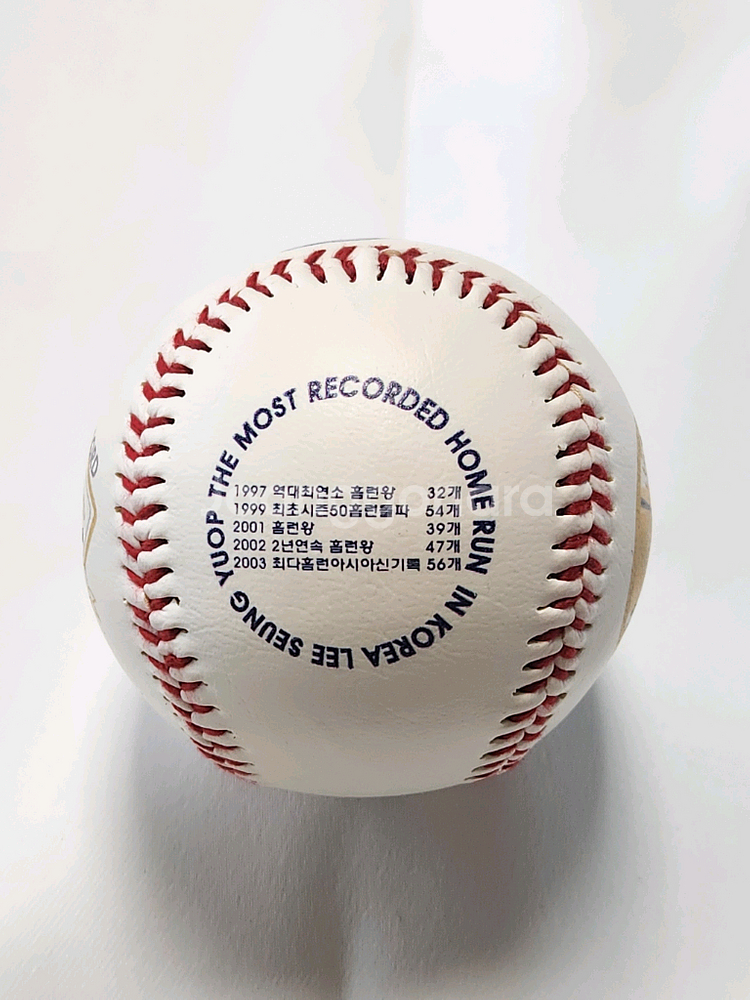 THE MOST RECORDED HOME RUN IN KOREA LEE SEUNG YUOP
1997 역대최연소 홈런왕 32개
1999 최초시즌50홈런돌파 54개
2001 홈런왕 39개
2002 2년연속 홈런왕 47개
2003 최다홈런아시아신기록 56개